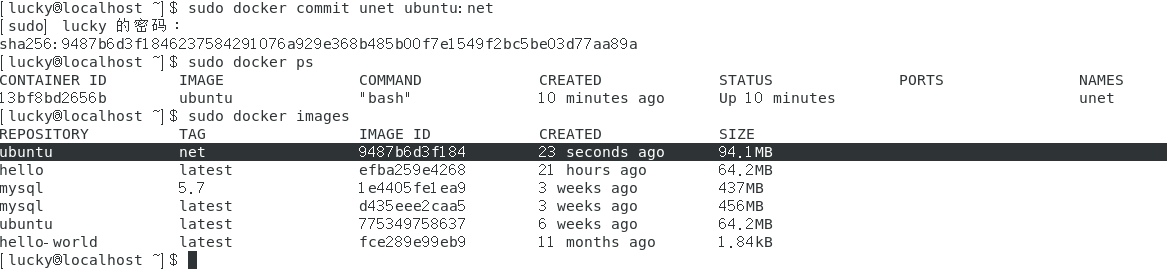 [lucky@localhost ~]$ sudo docker commit unet ubuntu:net
[sudo] lucky 的密码：
sha256:9487b6d3f1846237584291076a929e368b485b00f7e1549f2bc5be03d77aa89a
[lucky@localhost ~]$ sudo docker ps
CONTAINER ID IMAGE COMMAND CREATED STATUS PORTS NAMES
13bf8bd2656b ubuntu "bash" 10 minutes ago Up 10 minutes unet
[lucky@localhost ~]$ sudo docker images
REPOSITORY TAG IMAGE ID CREATED SIZE
ubuntu net 9487b6d3f184 23 seconds ago 94.1MB
hello latest efba259e4268 21 hours ago 64.2MB
mysql 5.7 1e4405fe1ea9 3 weeks ago 437MB
mysql latest d435eee2caa5 3 weeks ago 456MB
ubuntu latest 775349758637 6 weeks ago 64.2MB
hello-world latest fce289e99eb9 11 months ago 1.84kB
[lucky@localhost ~]$